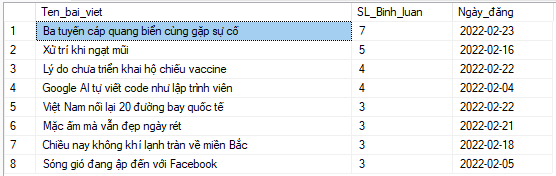 Ten_bai_viet SL_Binh_luan Ngày_đăng
1 Ba tuyến cáp quang biển cùng gặp sự cố 7 2022-02-23
2 Xử trí khi ngạt mũi 5 2022-02-16
3 Lý do chưa triển khai hộ chiếu vaccine 4 2022-02-22
4 Google AI tự viết code như lập trình viên 4 2022-02-04
5 Việt Nam nối lại 20 đường bay quốc tế 3 2022-02-22
6 Mặc ấm mà vẫn đẹp ngày rét 3 2022-02-21
7 Chiều nay không khí lạnh tràn về miền Bắc 3 2022-02-18
8 Sóng gió đang ập đến với Facebook 3 2022-02-05